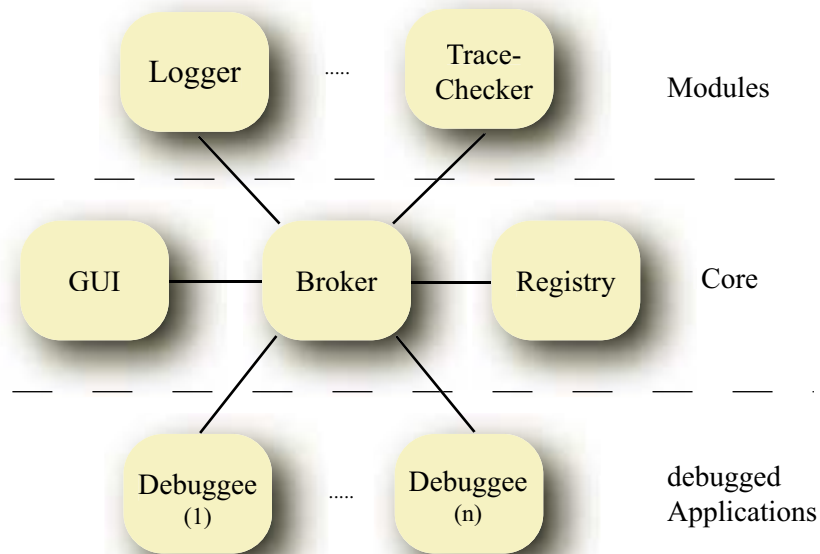 Logger
.....
Trace-
Checker
Modules
GUI
Broker
Registry
Core
Debuggee
(1)
.....
Debuggee
(n)
debugged
Applications